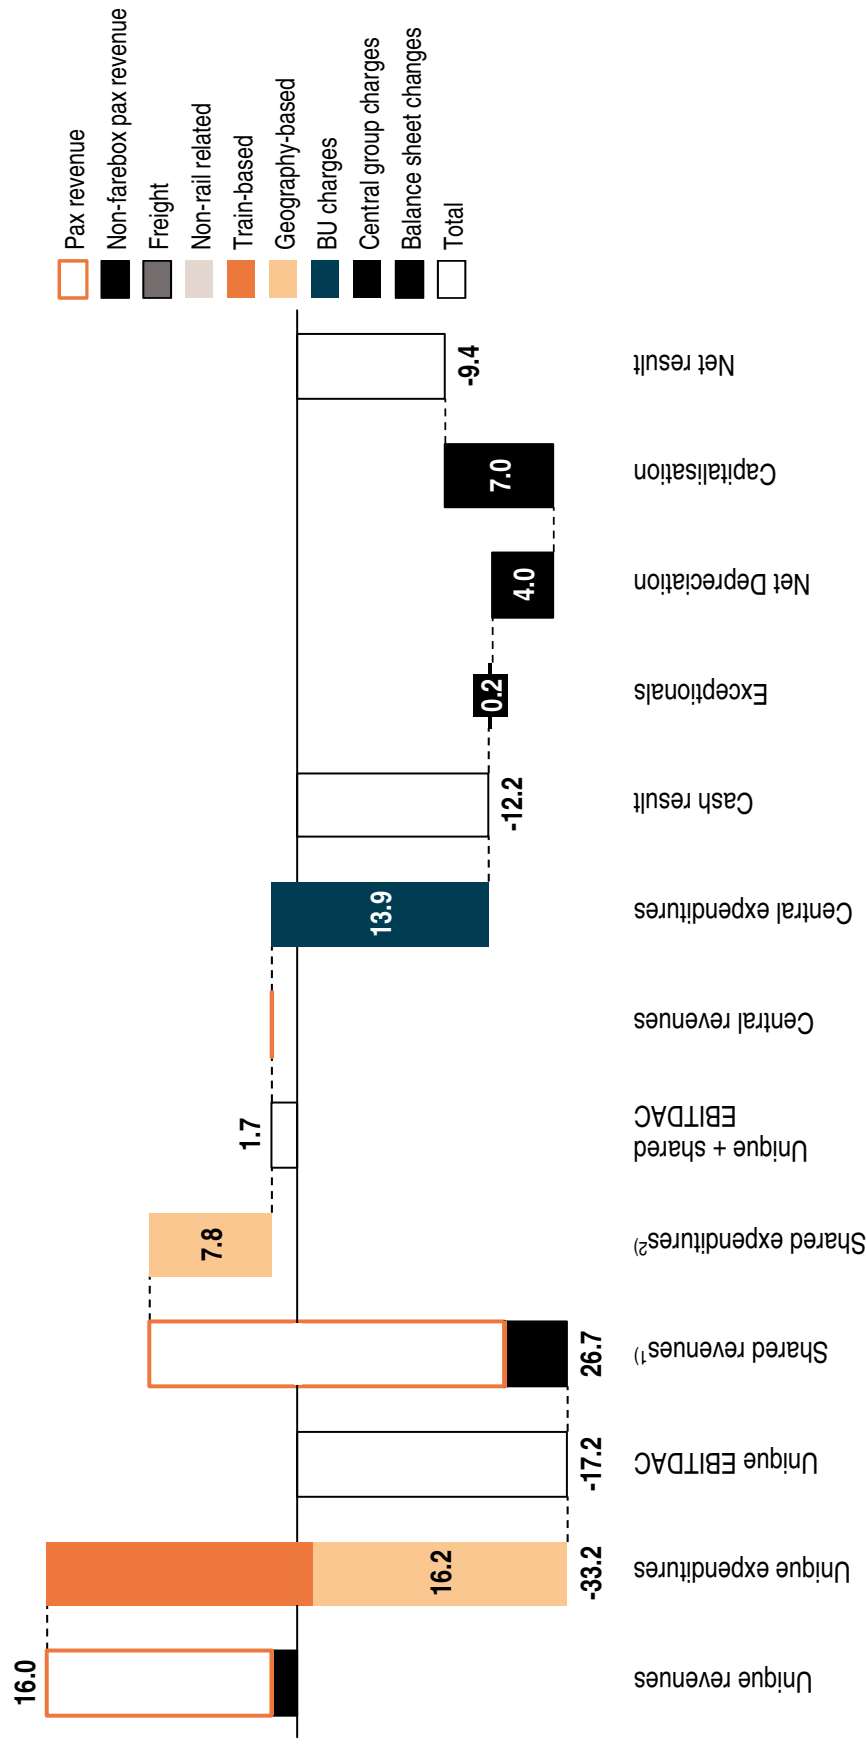 Pax revenue
Non-farebox pax revenue
Freight
Non-rail related
Train-based
Geography-based
BU charges
Central group charges
Balance sheet changes
Total
16.0
16.2
-33.2
-17.2
26.7
7.8
1.7
13.9
-12.2
0.2
4.0
7.0
-9.4
Unique revenues
Unique expenditures
Unique EBITDAC
Shared revenues1)
Shared expenditures2)
Unique + shared
EBITDAC
Central revenues
Central expenditures
Cash result
Exceptionals
Net Depreciation
Capitalisation
Net result